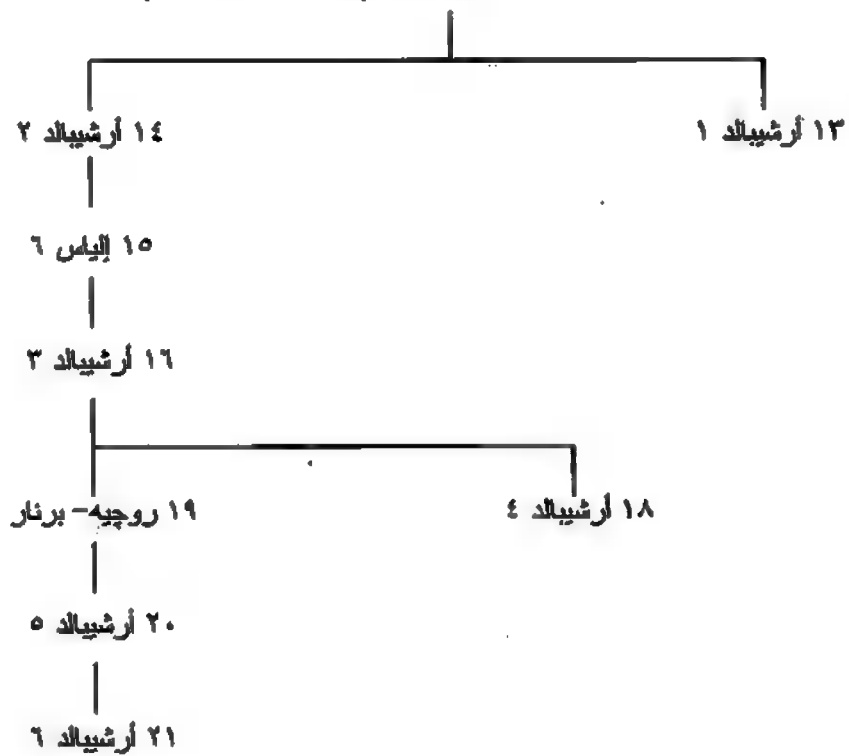 ١٣ أرشيبالد ١
١٤ أرشيبالد ٢
١٥ إلياس ٦
١٦ أرشيبالد ٣
١٨ أرشيبالد ٤
١٩ روجيه- برنار
٢٠ أرشيبالد ٥
٢١ أرشيبالد ٦